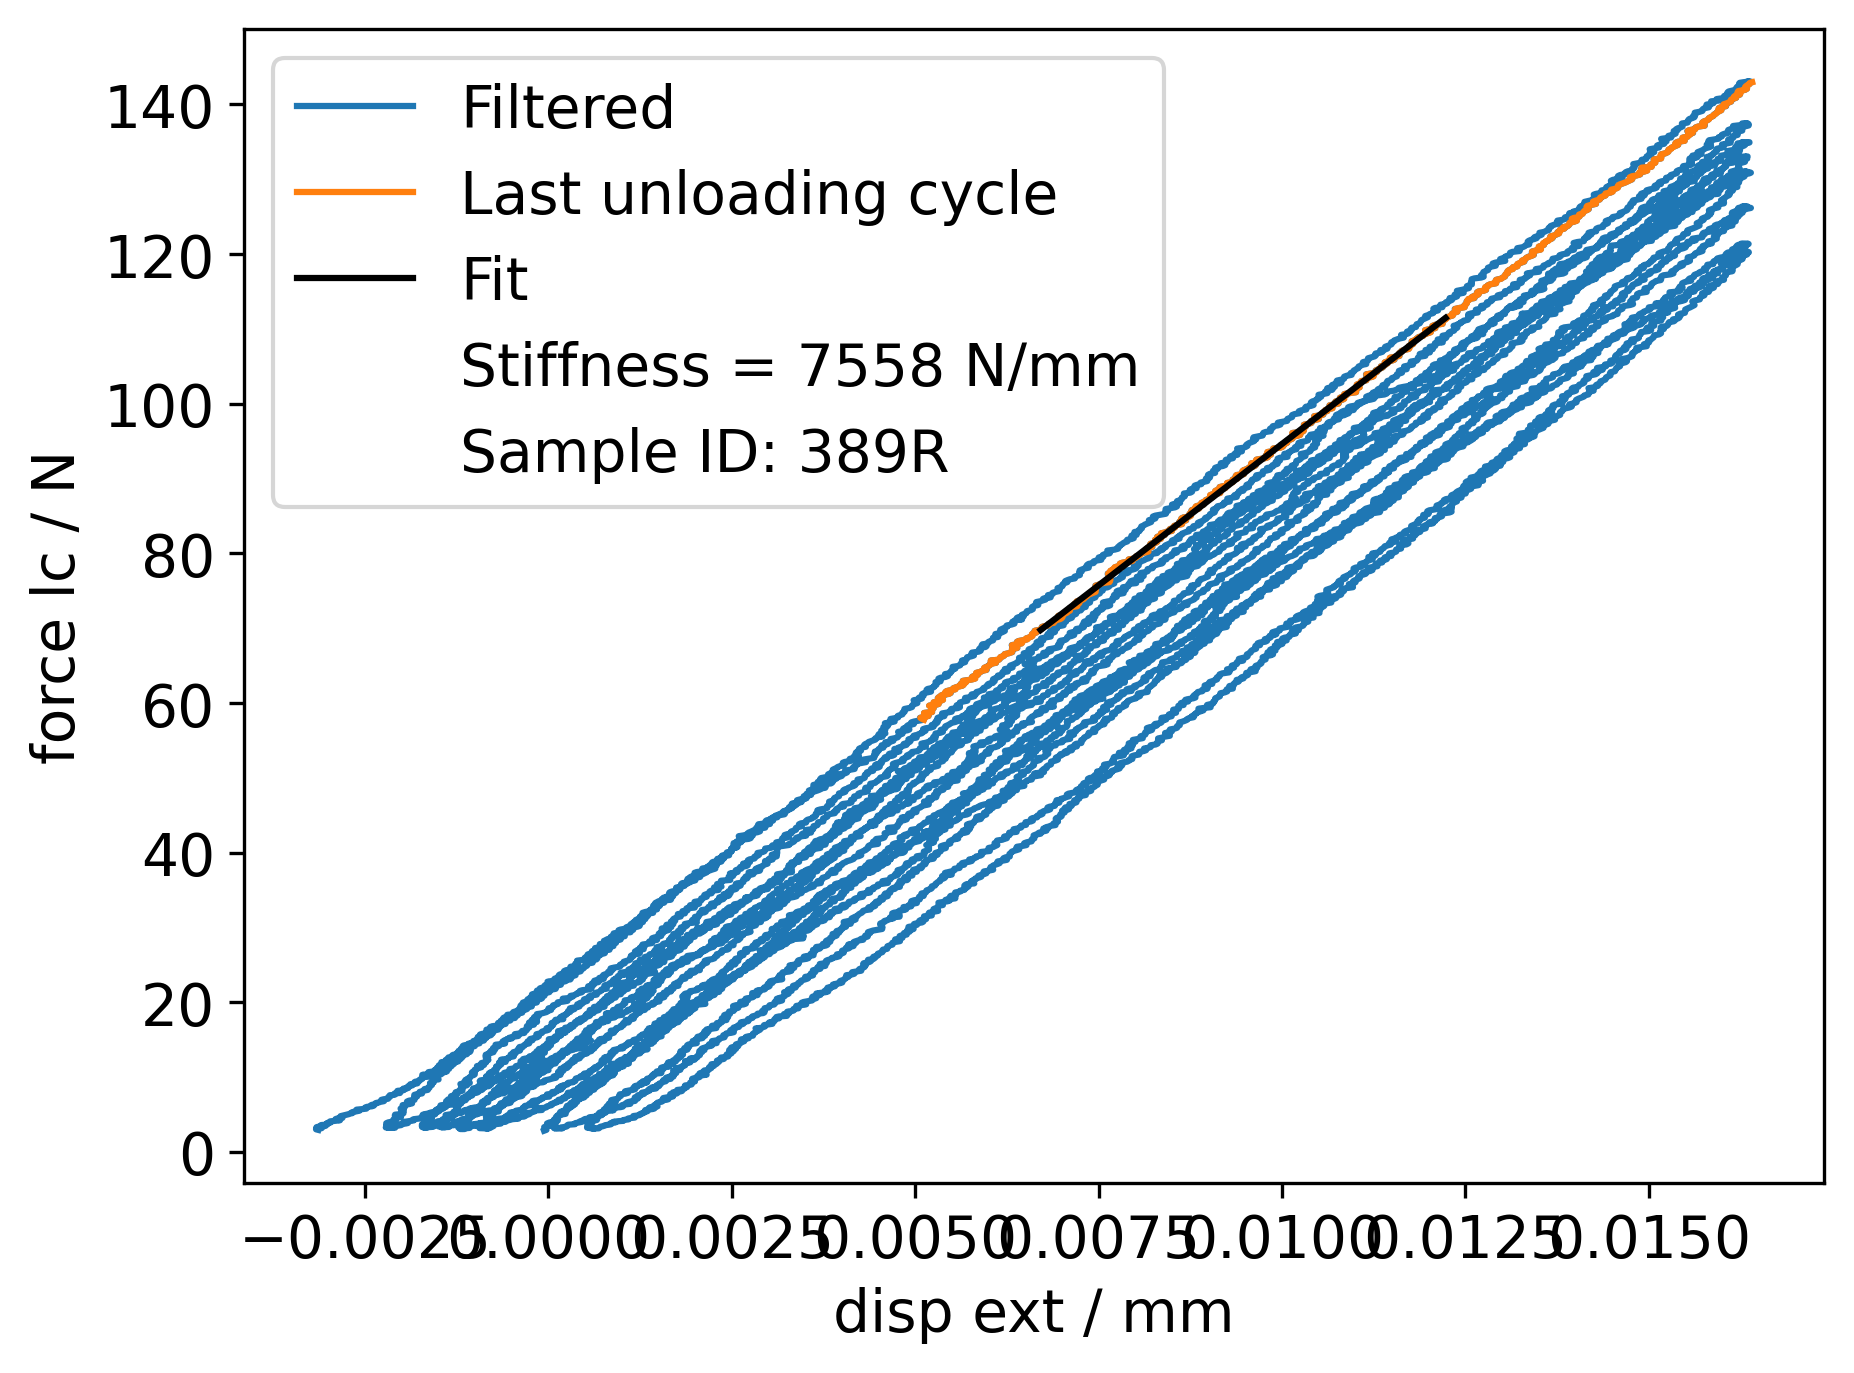 Filtered
Last unloading cycle
Fit
Stiffness = 7558 N/mm
Sample ID: 389R
140
120
100
80
60
40
20
0
force lc / N
−0.0025 0.0000 0.0025 0.0050 0.0075 0.0100 0.0125 0.0150
disp ext / mm